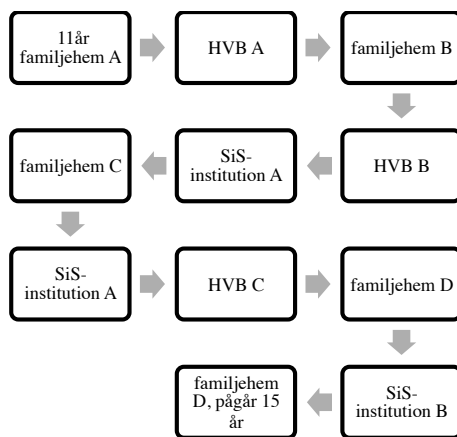 11år
familjehem A
HVB A
familjehem B
HVB B
SiS-
institution A
familjehem C
SiS-
institution A
HVB C
familjehem D
SiS-
institution B
familjehem
D, pågår 15
år